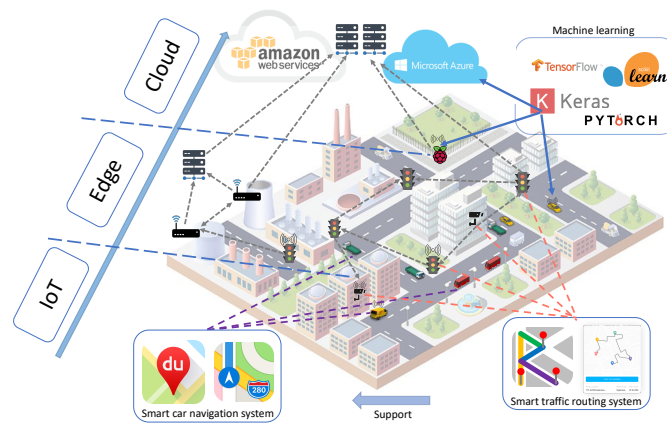 Machine learning
Cloud
amazon
web services
Microsoft Azure
TensorFlow
learn
K Keras
PYTORCH
Edge
IoT
du
280
Smart car navigation system
Support
Smart traffic routing system